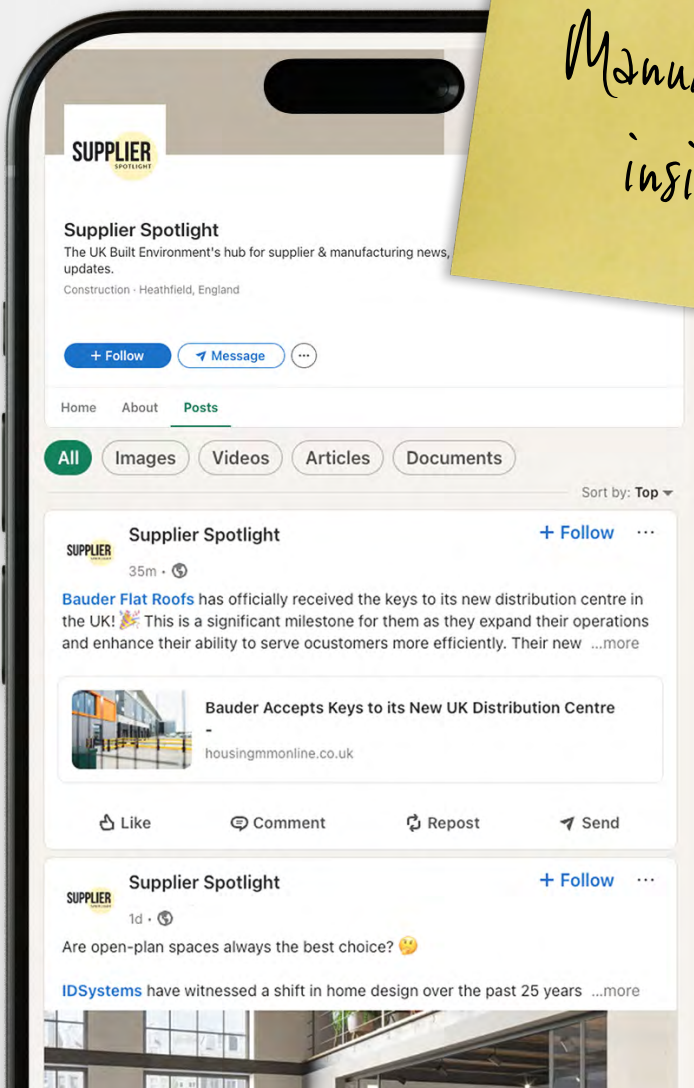 SUPPLIER
SPOTLIGHT
Supplier Spotlight
The UK Built Environment's hub for supplier & manufacturing news,
updates.
Construction · Heathfield, England
+ Follow
Message
Home
About
Posts
All
Images
Videos
Articles
Documents
Sort by: Top
SUPPLIER
Supplier Spotlight
+ Follow
35m
Bauder Flat Roofs has officially received the keys to its new distribution centre in
the UK! 🎉 This is a significant milestone for them as they expand their operations
and enhance their ability to serve ocustomers more efficiently. Their new ...more
Bauder Accepts Keys to its New UK Distribution Centre
-
housingmmonline.co.uk
Like
Comment
Repost
Send
SUPPLIER
Supplier Spotlight
+ Follow
1d
Are open-plan spaces always the best choice? 🤔
IDSystems have witnessed a shift in home design over the past 25 years ...more